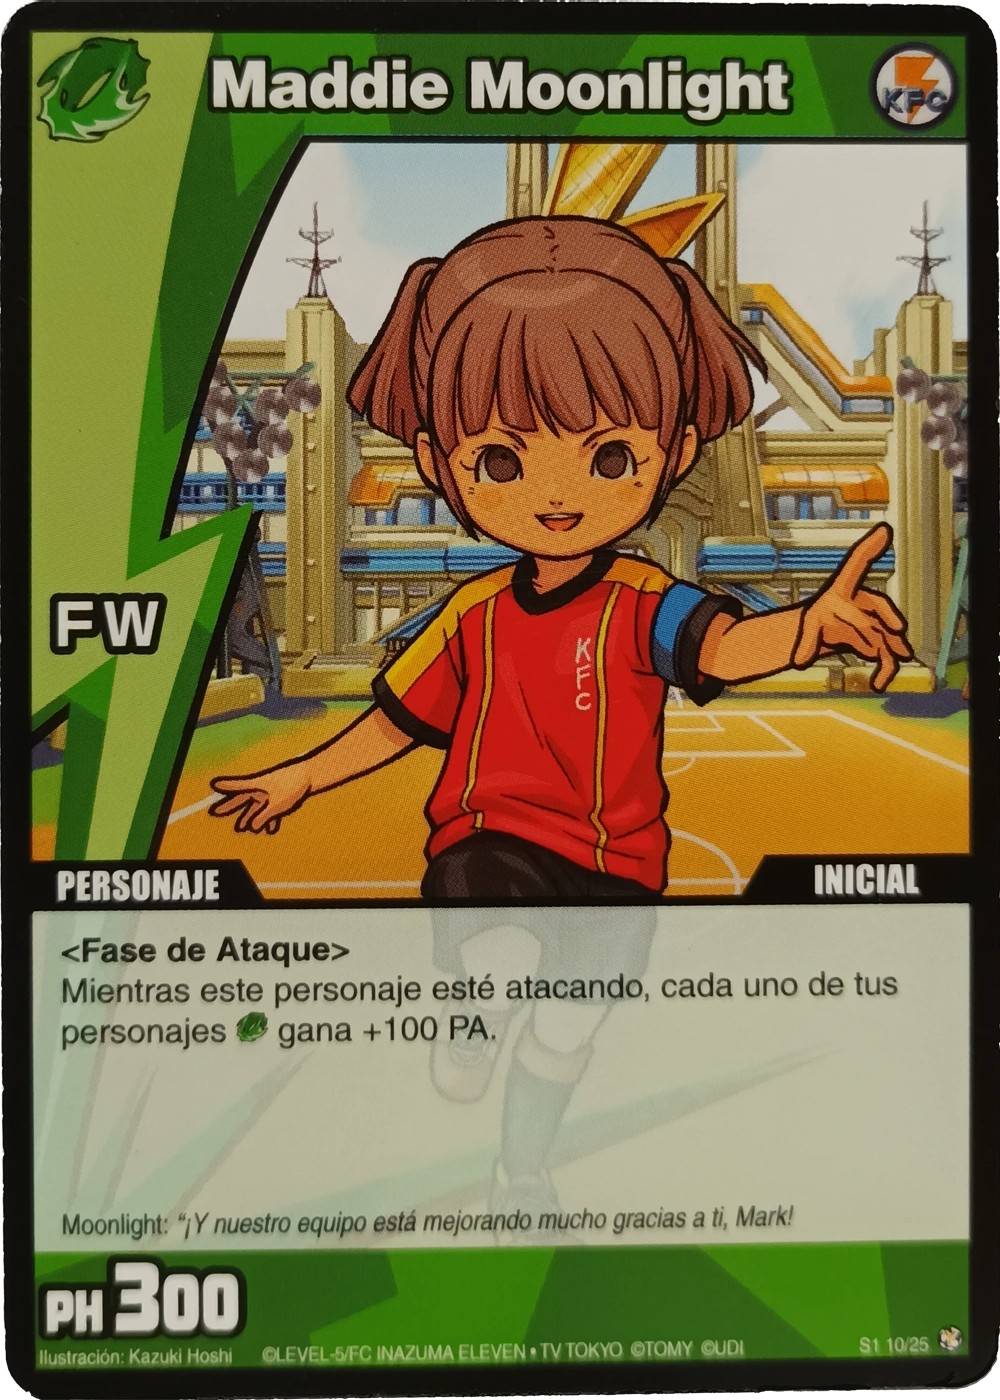 Maddie Moonlight
KFC
KFC
FW
PERSONAJE
INICIAL
<Fase de Ataque>
Mientras este personaje esté atacando, cada uno de tus
personajes gana +100 PA.
Moonlight: “¡Y nuestro equipo está mejorando mucho gracias a ti, Mark!
PH 300
Ilustración: Kazuki Hoshi
©LEVEL-5/FC INAZUMA ELEVEN • TV TOKYO ©TOMY ©UDI
S1 10/25